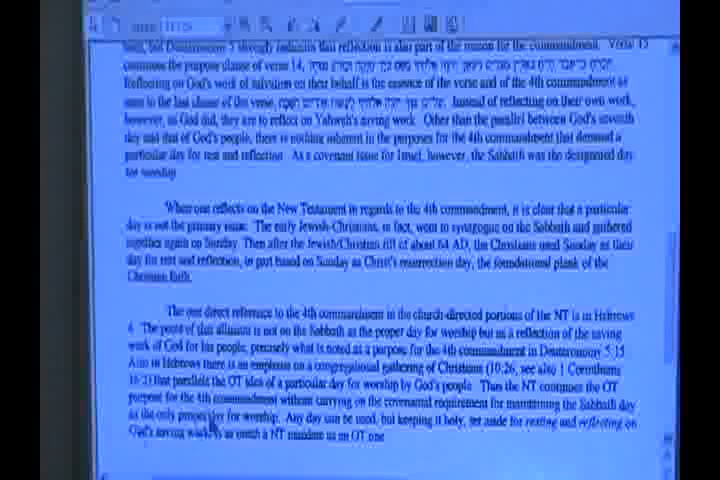 text, but Deuteronomy 5 strongly indicates that reflection is also part of the reason for the commandment. Verse 15
continues the purpose clause of verse 14,
Reflecting on God's work of salvation on their behalf is the essence of the verse and of the 4th commandment as
seen in the last clause of the verse, Instead of reflecting on their own work,
however, as God did, they are to reflect on Yahweh's saving work. Other than the parallel between God's seventh
day and that of God's people, there is nothing inherent in the purposes for the 4th commandment that demand a
particular day for rest and reflection. As a covenant issue for Israel, however, the Sabbath was the designated day
for worship.
When one reflects on the New Testament in regards to the 4th commandment, it is clear that a particular
day is not the primary issue. The early Jewish-Christians, in fact, went to synagogue on the Sabbath and gathered
together again on Sunday. Then after the Jewish/Christian rift of about 64 AD, the Christians used Sunday as their
day for rest and reflection, in part based on Sunday as Christ's resurrection day, the foundational plank of the
Christian faith.
The one direct reference to the 4th commandment in the church-directed portions of the NT is in Hebrews
4. The point of this allusion is not on the Sabbath as the proper day for worship but as a reflection of the saving
work of God for his people, precisely what is noted as a purpose for the 4th commandment in Deuteronomy 5:15.
Also in Hebrews there is an emphasis on a congregational gathering of Christians (10:26, see also 1 Corinthians
16:2) that parallels the OT idea of a particular day for worship by God's people. Thus the NT continues the OT
purpose for the 4th commandment without carrying on the covenantal requirement for maintaining the Sabbath day
as the only proper day for worship. Any day can be used, but keeping it holy, set aside for resting and reflecting on
God's saving work, is as much a NT mandate as an OT one.